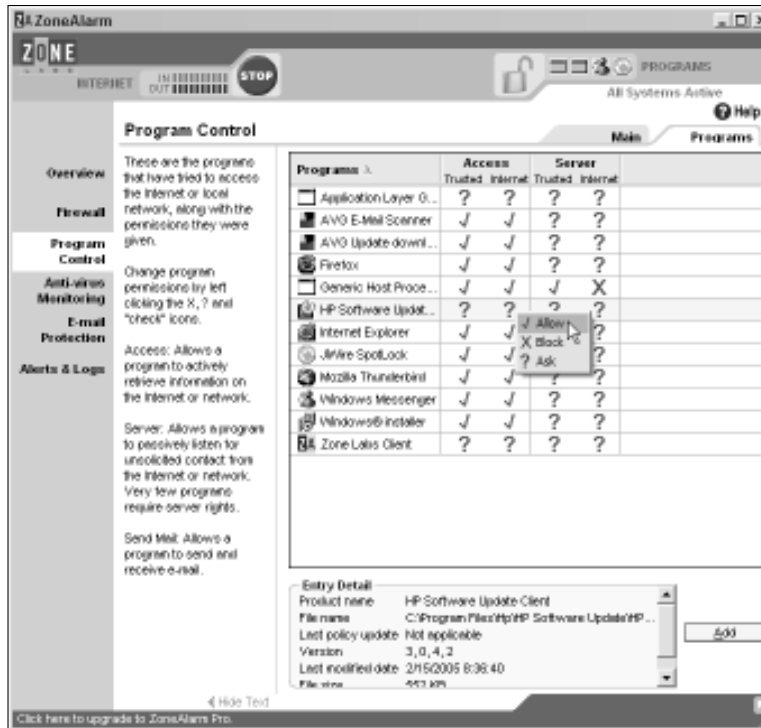 ZoneAlarm
ZONE
LABS
INTERNET IN OUT STOP PROGRAMS
All Systems Active
Help
Program Control Main Programs
Overview
Firewall
Program Control
Anti-virus Monitoring
E-mail Protection
Alerts & Logs
These are the programs
that have tried to access
the Internet or local
network, along with the
permissions they were
given.
Change program
permissions by left
clicking the X, ? and
"check" icons.
Access: Allows a
program to actively
retrieve information on
the Internet or network.
Server: Allows a program
to passively listen for
unsolicited contact from
the Internet or network.
Very few programs
require server rights.
Send Mail: Allows a
program to send and
receive e-mail.
Hide Text
Programs Access Server
Trusted Internet Trusted Internet
Application Layer G... ? ? ? ?
AVG E-Mail Scanner √ √ ? ?
AVG Update downl... √ √ ? ?
Firefox √ √ ? ?
Generic Host Proce... √ √ √ X
HP Software Updat... ? ? ? ?
Internet Explorer √ √ ?
JiWire SpotLock √ √ ?
Mozilla Thunderbird √ √ ? ?
Windows Messenger √ √ ? ?
Windows® Installer √ √ ? ?
Zone Labs Client ? ? ? ?
√ Allow
X Block
? Ask
Entry Detail
Product name HP Software Update Client
File name C:\Program Files\Hp\HP Software Update\HP...
Last policy update Not applicable
Version 3, 0, 4, 2
Last modified date 2/15/2005 8:36:40
File size KB
Add
Click here to upgrade to ZoneAlarm Pro.